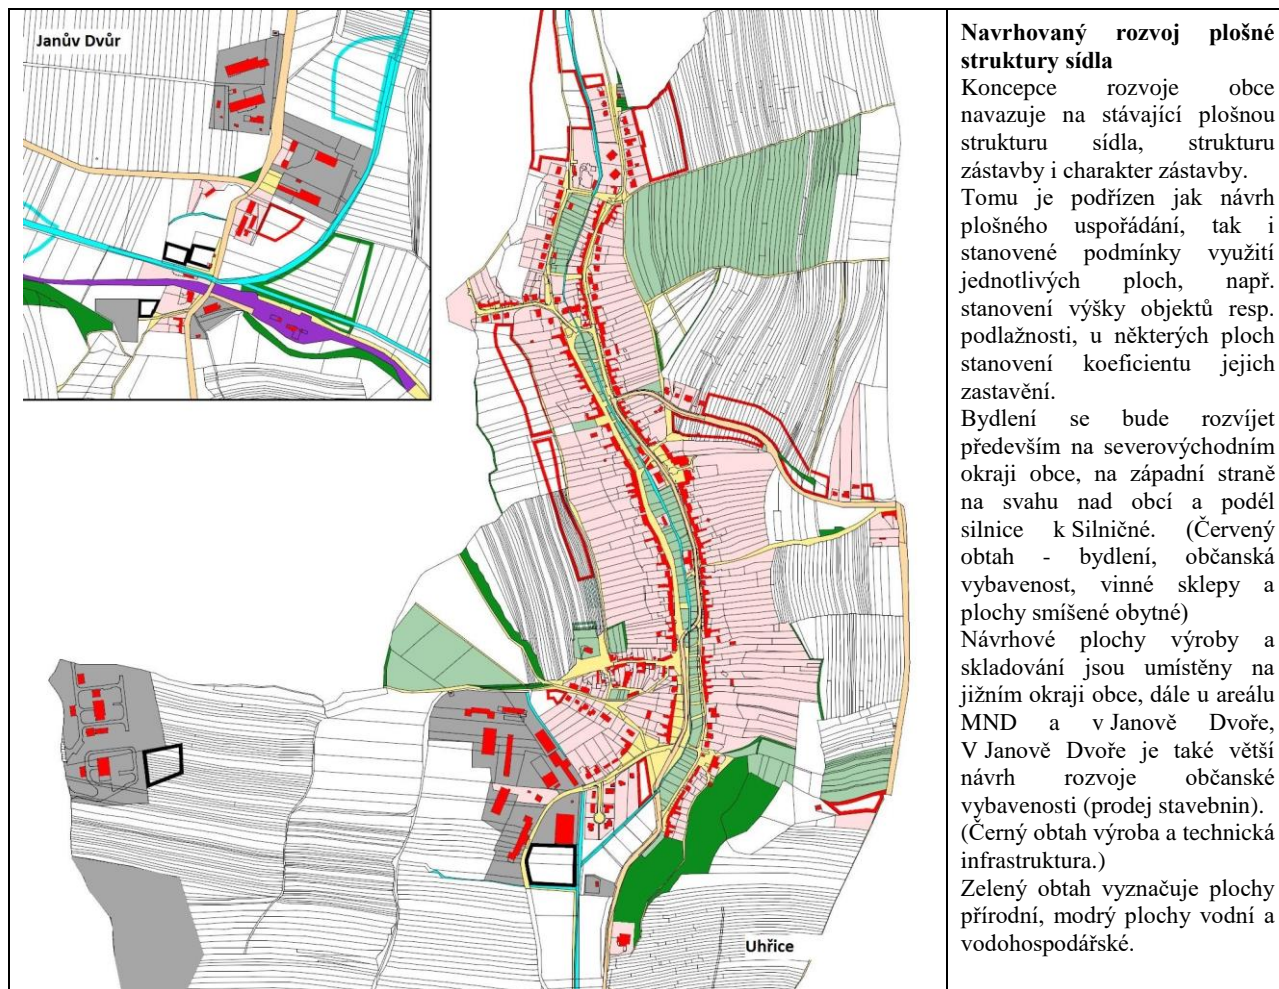 Janův Dvůr
Uhřice
Navrhovaný rozvoj plošné
struktury sídla
Koncepce rozvoje obce
navazuje na stávající plošnou
strukturu sídla, strukturu
zástavby i charakter zástavby.
Tomu je podřízen jak návrh
plošného uspořádání, tak i
stanovené podmínky využití
jednotlivých ploch, např.
stanovení výšky objektů resp.
podlažnosti, u některých ploch
stanovení koeficientu jejich
zastavění.
Bydlení se bude rozvíjet
především na severovýchodním
okraji obce, na západní straně
na svahu nad obcí a podél
silnice k Silničné. (Červený
obtah - bydlení, občanská
vybavenost, vinné sklepy a
plochy smíšené obytné)
Návrhové plochy výroby a
skladování jsou umístěny na
jižním okraji obce, dále u areálu
MND a v Janově Dvoře,
V Janově Dvoře je také větší
návrh rozvoje občanské
vybavenosti (prodej stavebnin).
(Černý obtah výroba a technická
infrastruktura.)
Zelený obtah vyznačuje plochy
přírodní, modrý plochy vodní a
vodohospodářské.